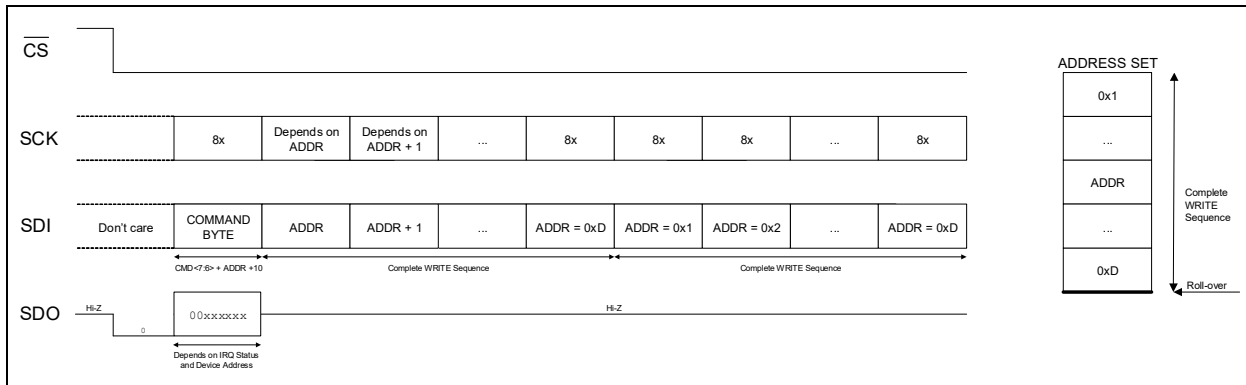 CS
ADDRESS SET
0x1
...
ADDR
...
0xD
Complete
WRITE
Sequence
Roll-over
SCK
8x
Depends on
ADDR
Depends on
ADDR + 1
...
8x
8x
8x
...
8x
SDI
Don't care
COMMAND
BYTE
ADDR
ADDR + 1
...
ADDR = 0xD
ADDR = 0x1
ADDR = 0x2
...
ADDR = 0xD
CMD<7:6> + ADDR +10
Complete WRITE Sequence
Complete WRITE Sequence
SDO
Hi-Z
0
00xxxxxx
Hi-Z
Depends on IRQ Status
and Device Address